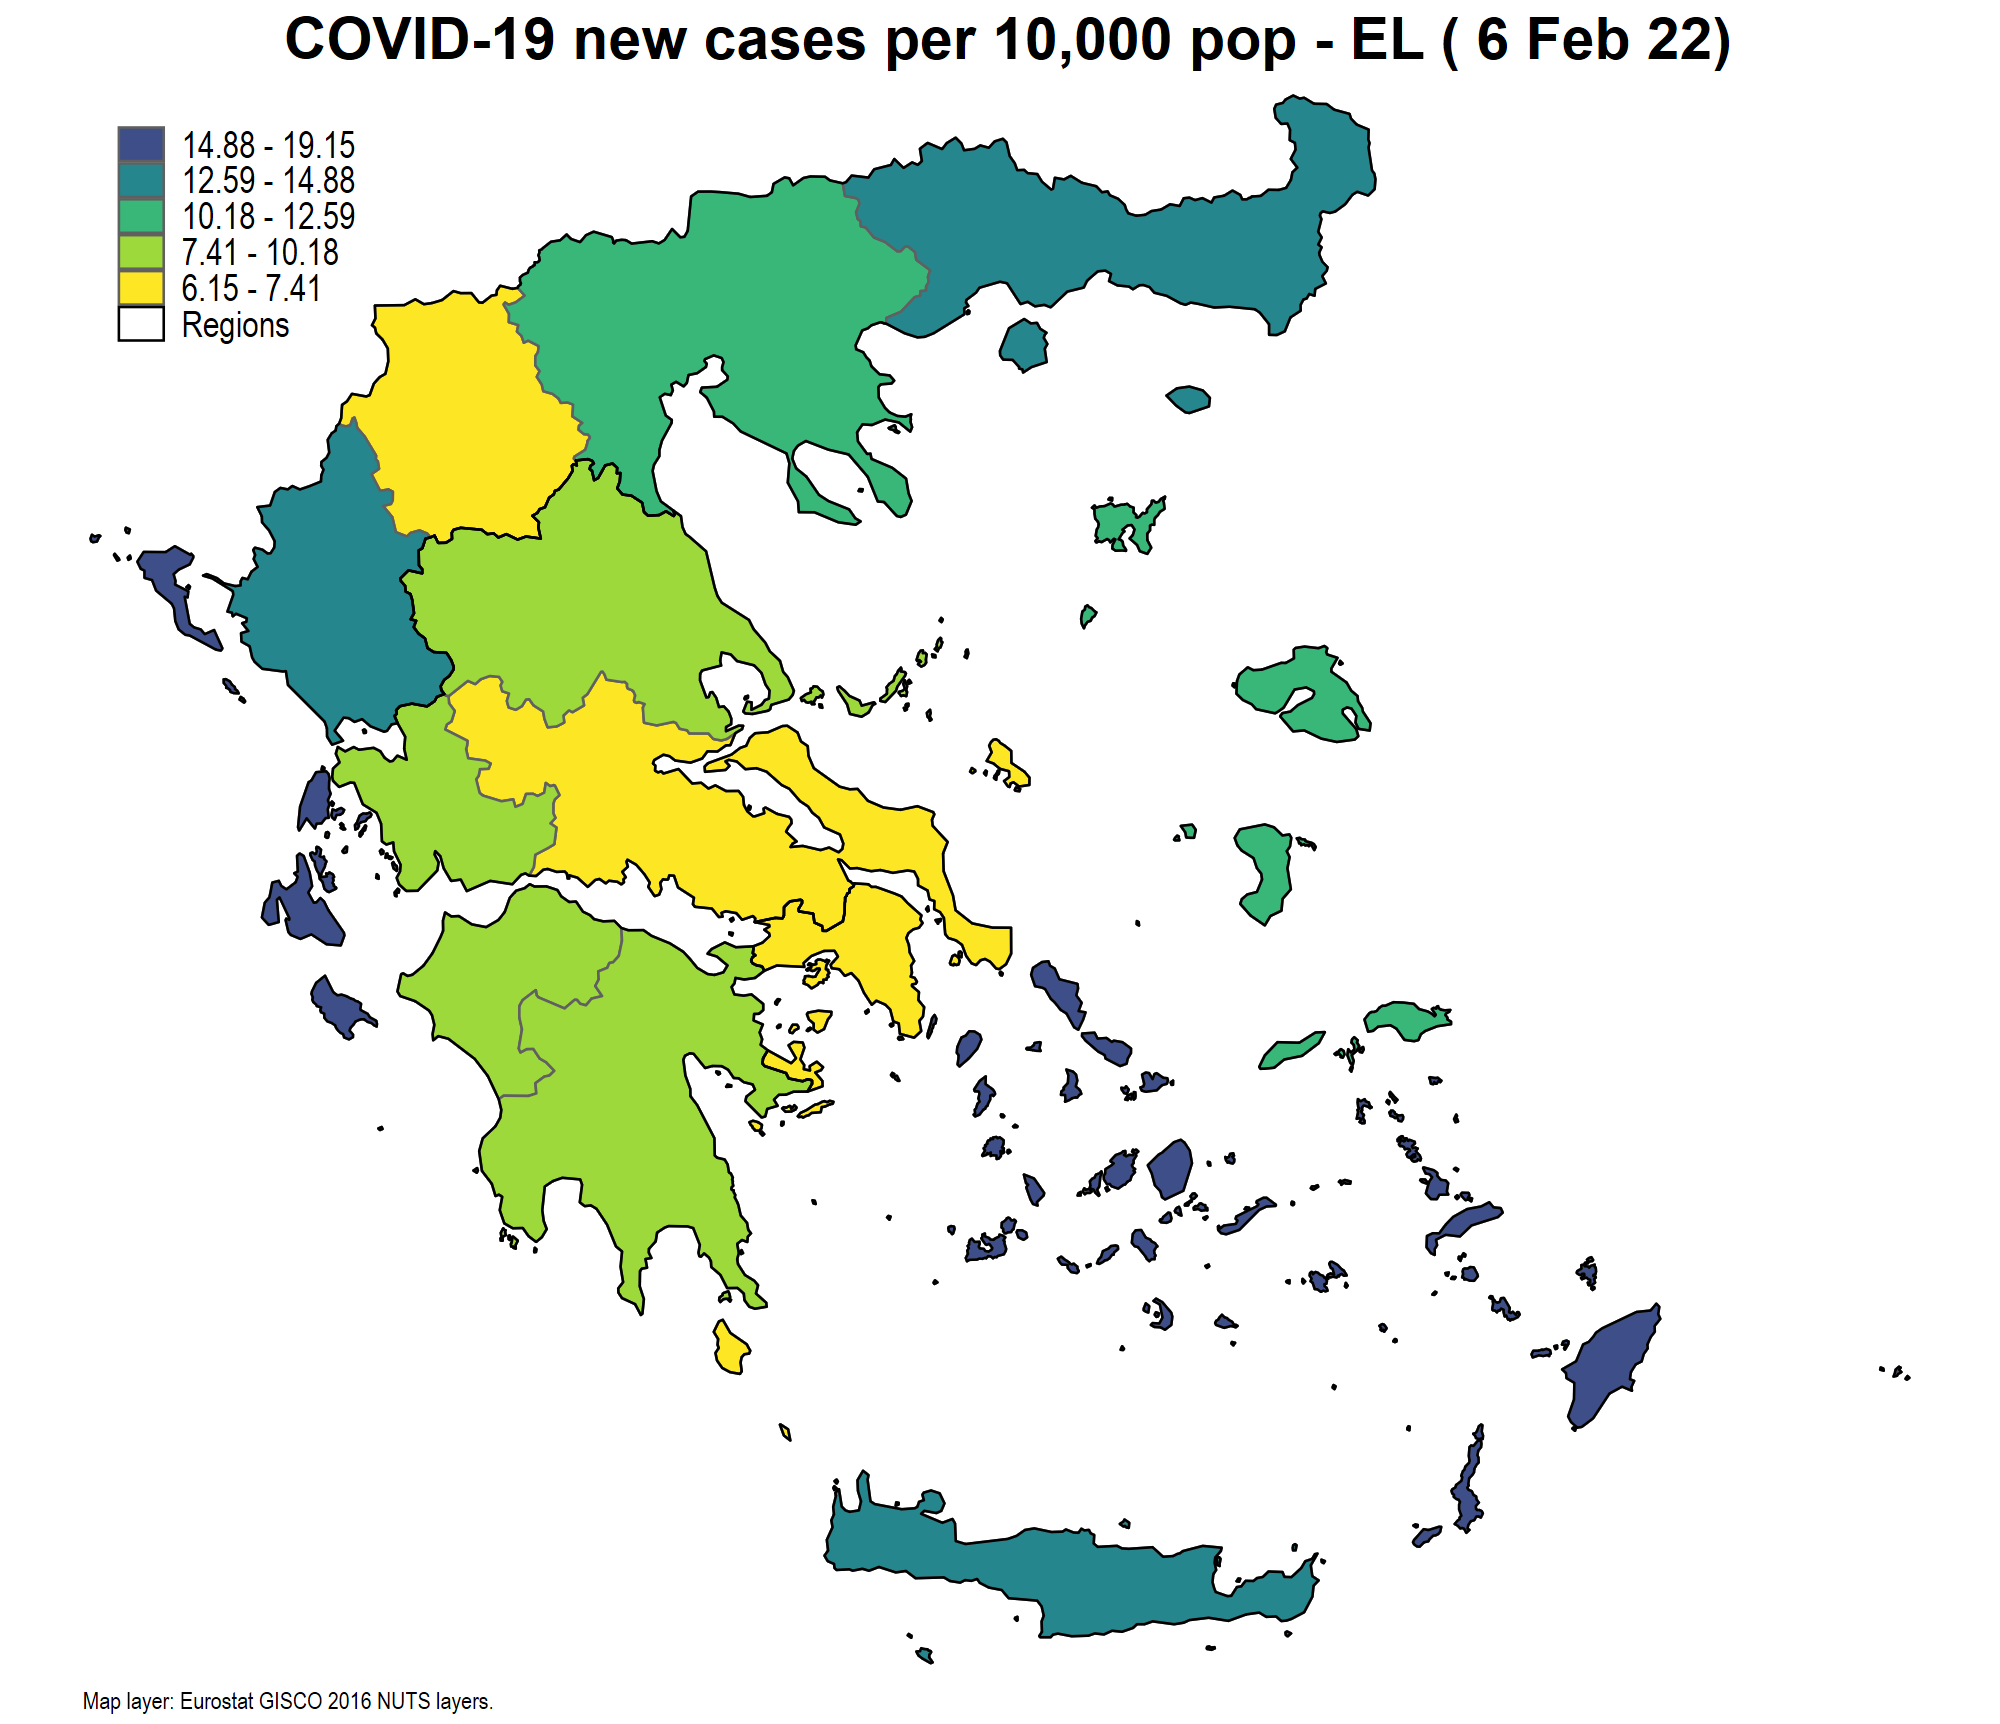 COVID-19 new cases per 10,000 pop - EL ( 6 Feb 22)
14.88 - 19.15
12.59 - 14.88
10.18 - 12.59
7.41 - 10.18
6.15 - 7.41
Regions
Map layer: Eurostat GISCO 2016 NUTS layers.